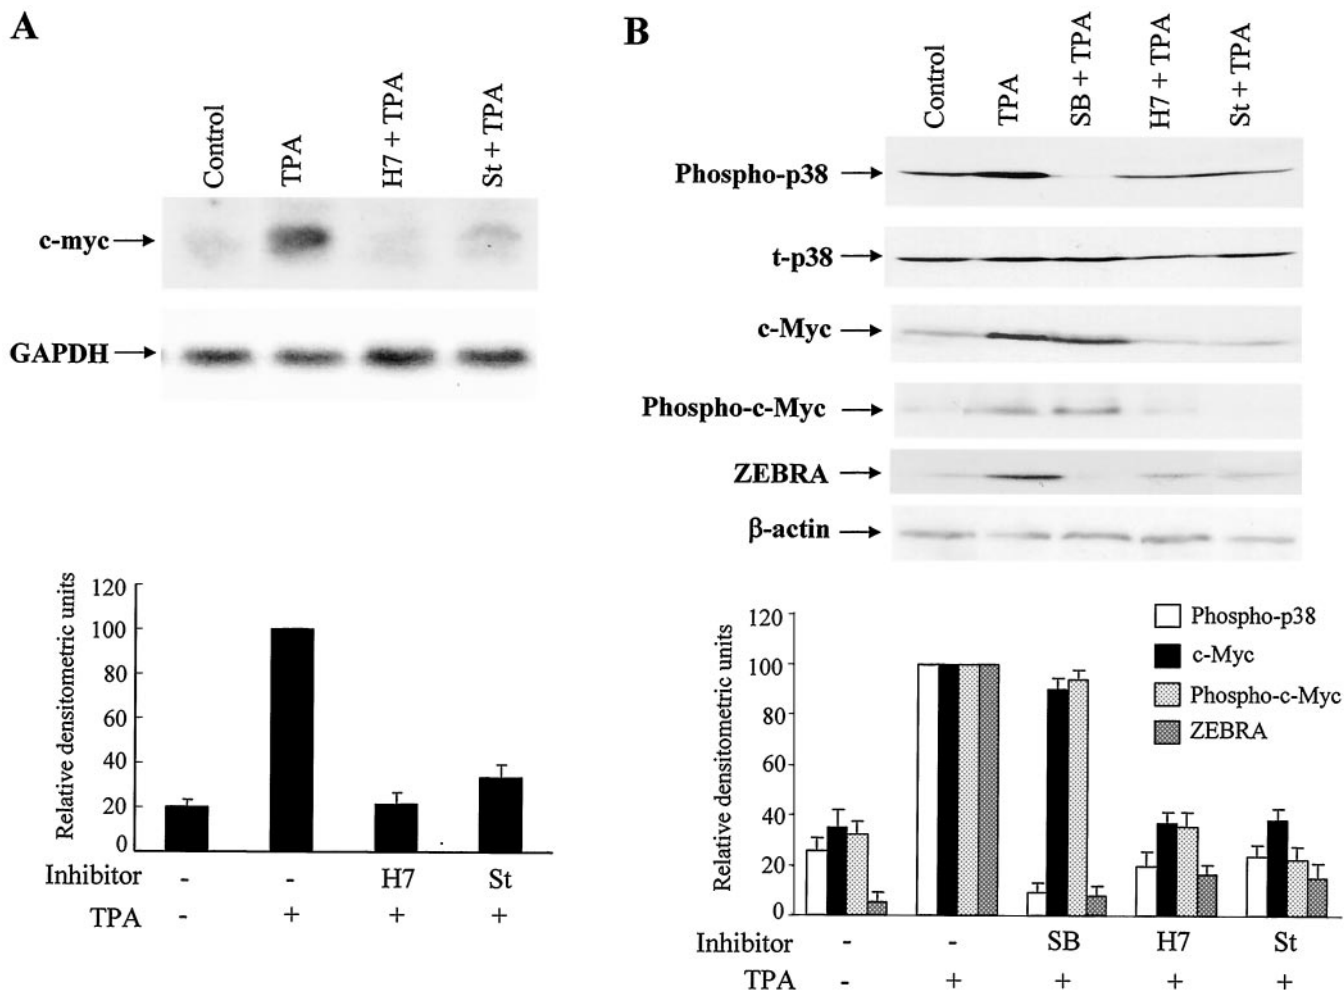 A
Control
TPA
H7 + TPA
St + TPA
c-myc
GAPDH
Relative densitometric units
120
100
80
60
40
20
0
Inhibitor - - H7 St
TPA - + + +
B
Control
TPA
SB + TPA
H7 + TPA
St + TPA
Phospho-p38
t-p38
c-Myc
Phospho-c-Myc
ZEBRA
β-actin
Relative densitometric units
120
100
80
60
40
20
0
Phospho-p38
c-Myc
Phospho-c-Myc
ZEBRA
Inhibitor - - SB H7 St
TPA - + + + +